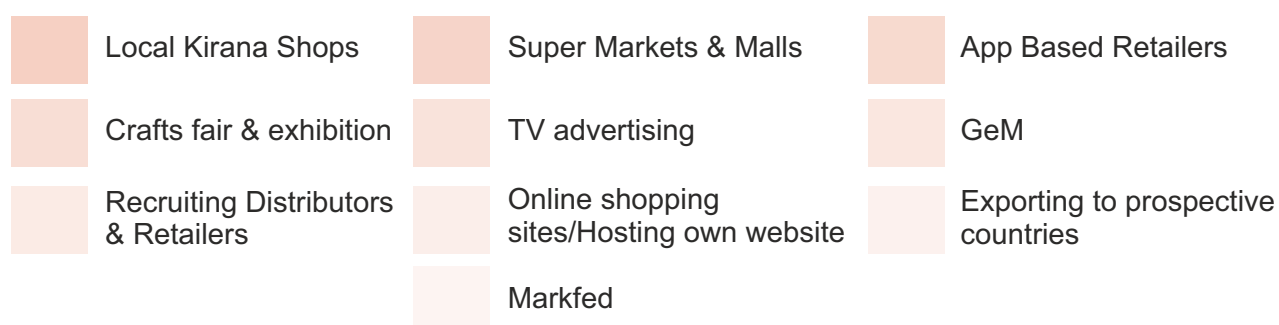 Local Kirana Shops
Super Markets & Malls
App Based Retailers
Crafts fair & exhibition
TV advertising
GeM
Recruiting Distributors
& Retailers
Online shopping
sites/Hosting own website
Exporting to prospective
countries
Markfed